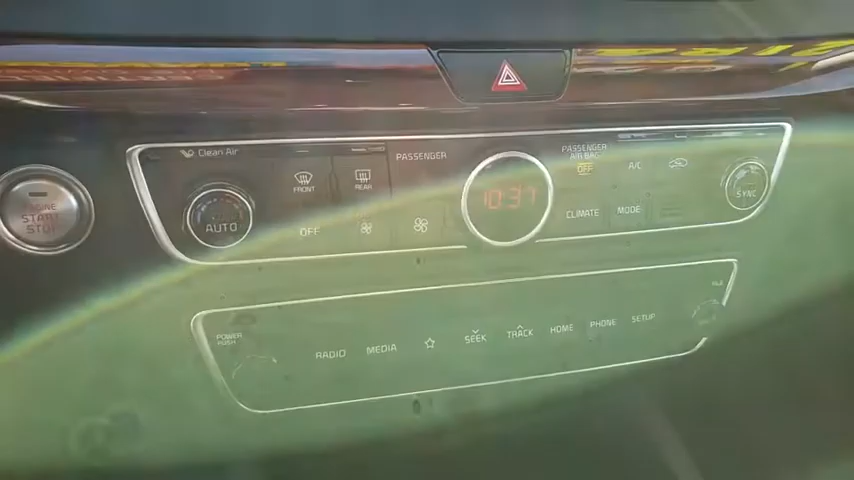 Clean Air
PASSENGER
PASSENGER
AIR BAG
OFF
A/C
FRONT
REAR
10:37
ENGINE
START
STOP
AUTO
SYNC
OFF
CLIMATE
MODE
POWER
PUSH
RADIO
MEDIA
SEEK
TRACK
HOME
PHONE
SETUP
FILE